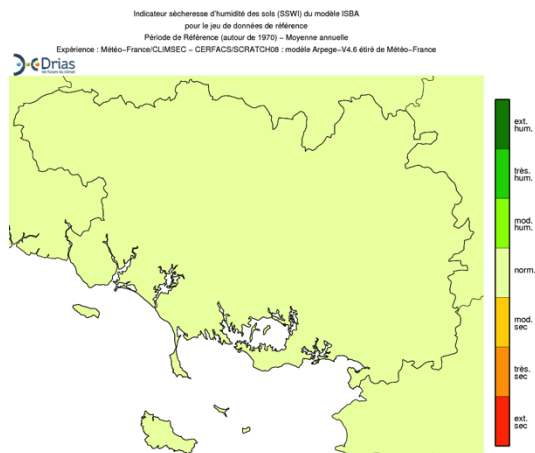 Indicateur sècheresse d'humidité des sols (SSWI) du modèle ISBA
pour le jeu de données de référence
Période de Référence (autour de 1970) – Moyenne annuelle
Expérience : Météo-France/CLIMSEC – CERFACS/SCRATCH08 : modèle Arpege-V4.6 étiré de Météo-France
Drias
les futurs du climat
ext.
hum.
très.
hum.
mod.
hum.
norm.
mod.
sec
très.
sec
ext.
sec